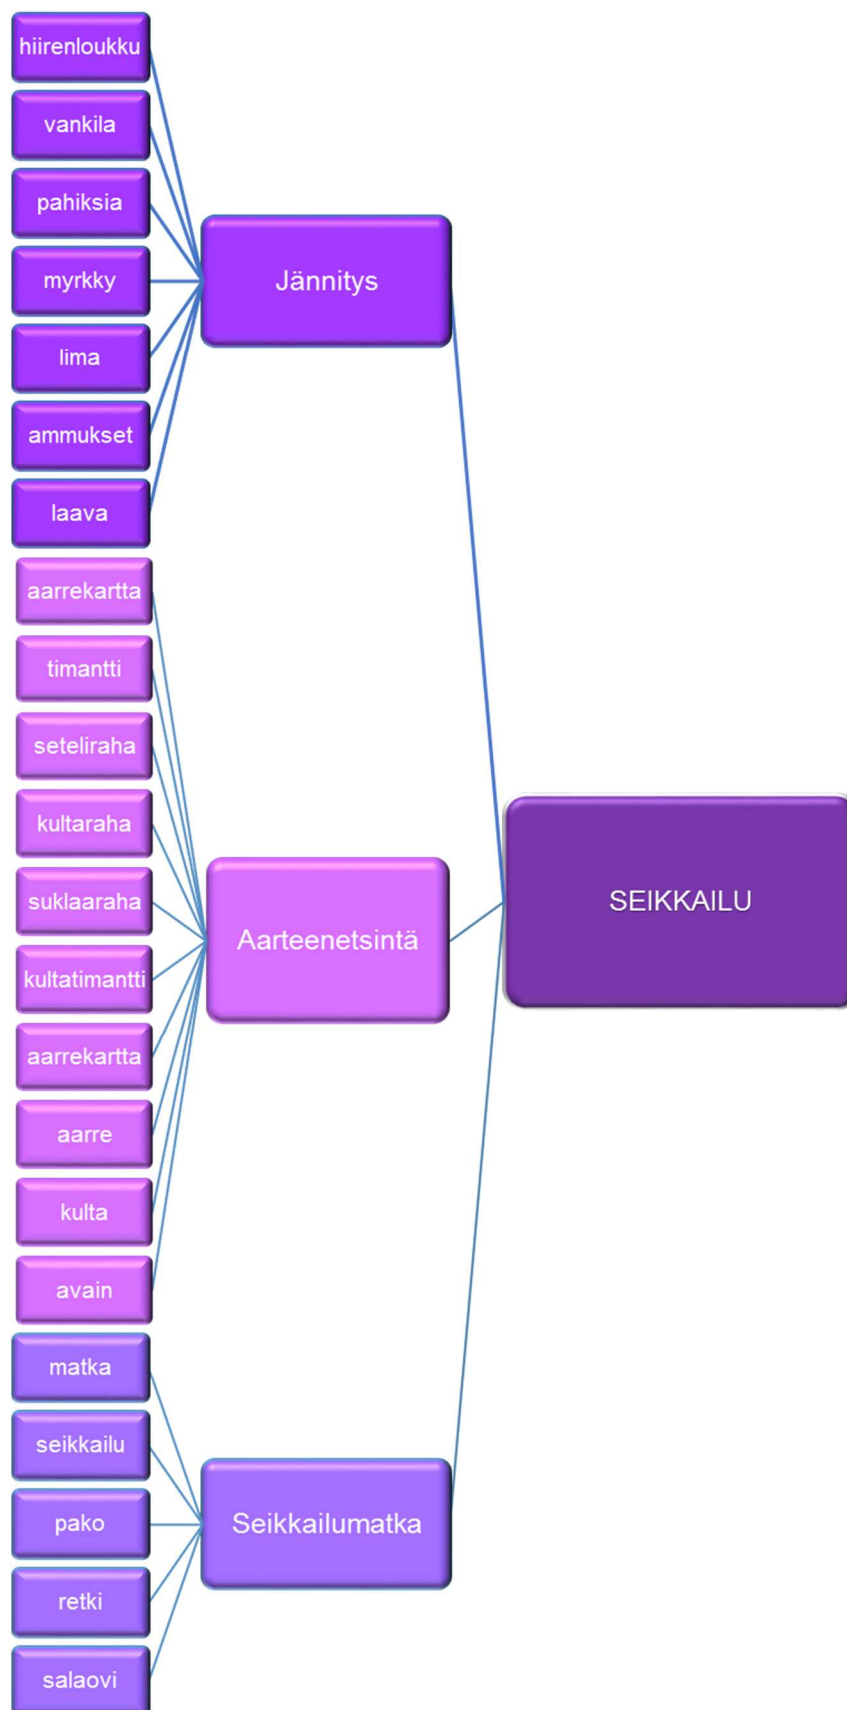 hiirenloukku
vankila
pahiksia
myrkky
lima
ammukset
laava
Jännitys
aarrekartta
timantti
seteliraha
kultaraha
suklaaraha
kultatimantti
aarrekartta
aarre
kulta
avain
Aarteenetsintä
matka
seikkailu
pako
retki
salaovi
Seikkailumatka
SEIKKAILU